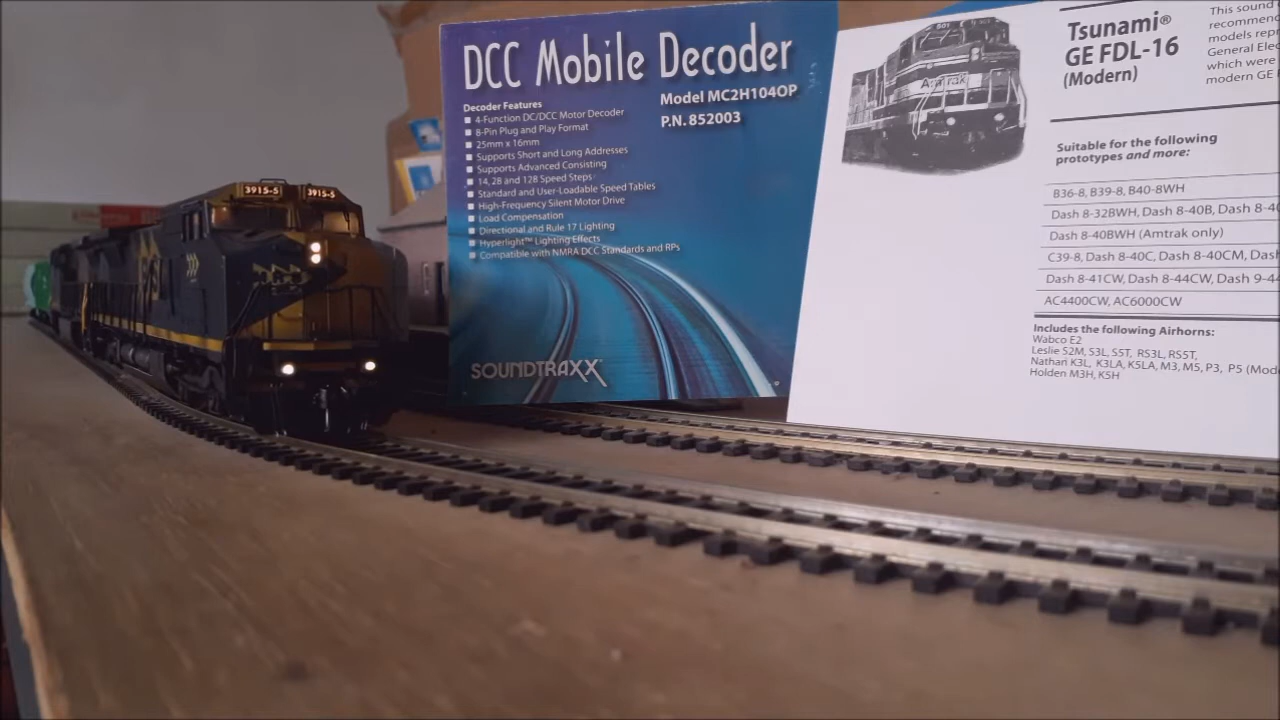 3915-5
3915-5
DCC Mobile Decoder
Model MC2H104OP
P.N. 852003
Decoder Features
4-Function DC/DCC Motor Decoder
8-Pin Plug and Play Format
25mm x 16mm
Supports Short and Long Addresses
Supports Advanced Consisting
14, 28 and 128 Speed Steps
Standard and User-Loadable Speed Tables
High-Frequency Silent Motor Drive
Load Compensation
Directional and Rule 17 Lighting
Hyperlight™ Lighting Effects
Compatible with NMRA DCC Standards and RPs
SOUNDTRAXX
501
Amtrak
Tsunami®
GE FDL-16
(Modern)
This sound
recommend
models repr
General Elec
which were
modern GE
Suitable for the following
prototypes and more:
B36-8, B39-8, B40-8WH
Dash 8-32BWH, Dash 8-40B, Dash 8-40
Dash 8-40BWH (Amtrak only)
C39-8, Dash 8-40C, Dash 8-40CM, Dash
Dash 8-41CW, Dash 8-44CW, Dash 9-4
AC4400CW, AC6000CW
Includes the following Airhorns:
Wabco E2
Leslie S2M, S3L, S5T, RS3L, RS5T,
Nathan K3L, K3LA, K5LA, M3, M5, P3, P5 (Mod
Holden M3H, K5H